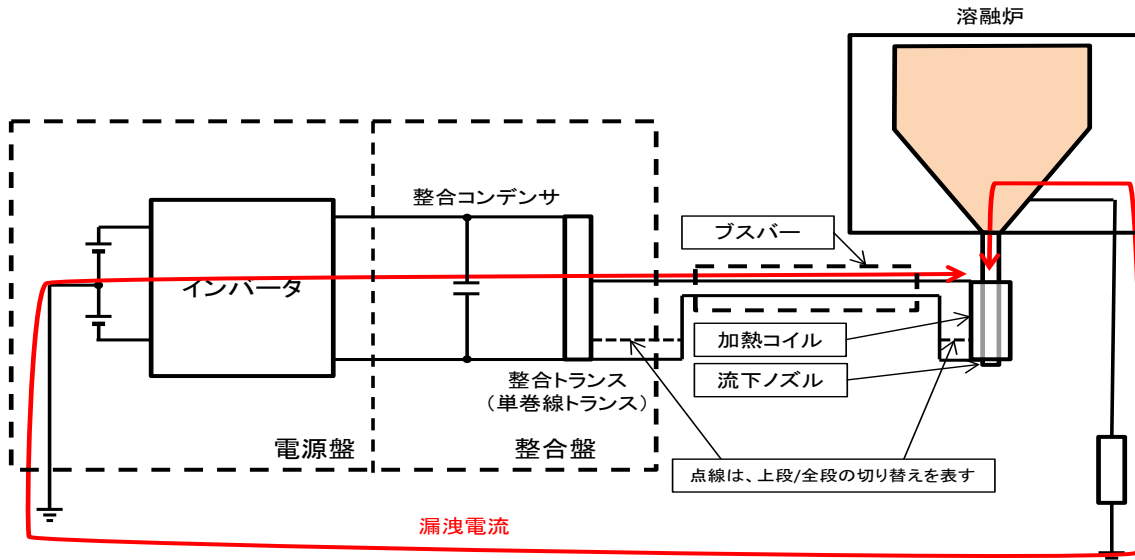 溶融炉
整合コンデンサ
ブスバー
インバータ
加熱コイル
流下ノズル
整合トランス
(単巻線トランス)
電源盤
整合盤
点線は、上段/全段の切り替えを表す
漏洩電流